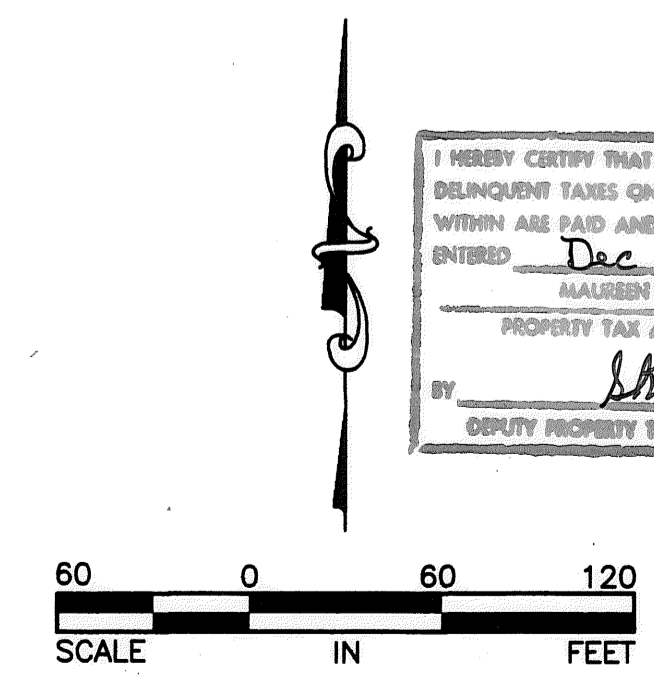 I HEREBY CERTIFY THAT
DELINQUENT TAXES ON
WITHIN ARE PAID AND
ENTERED Dec
MAUREEN
PROPERTY TAX
BY
DEPUTY PROPERTY T
60 0 60 120
SCALE IN FEET